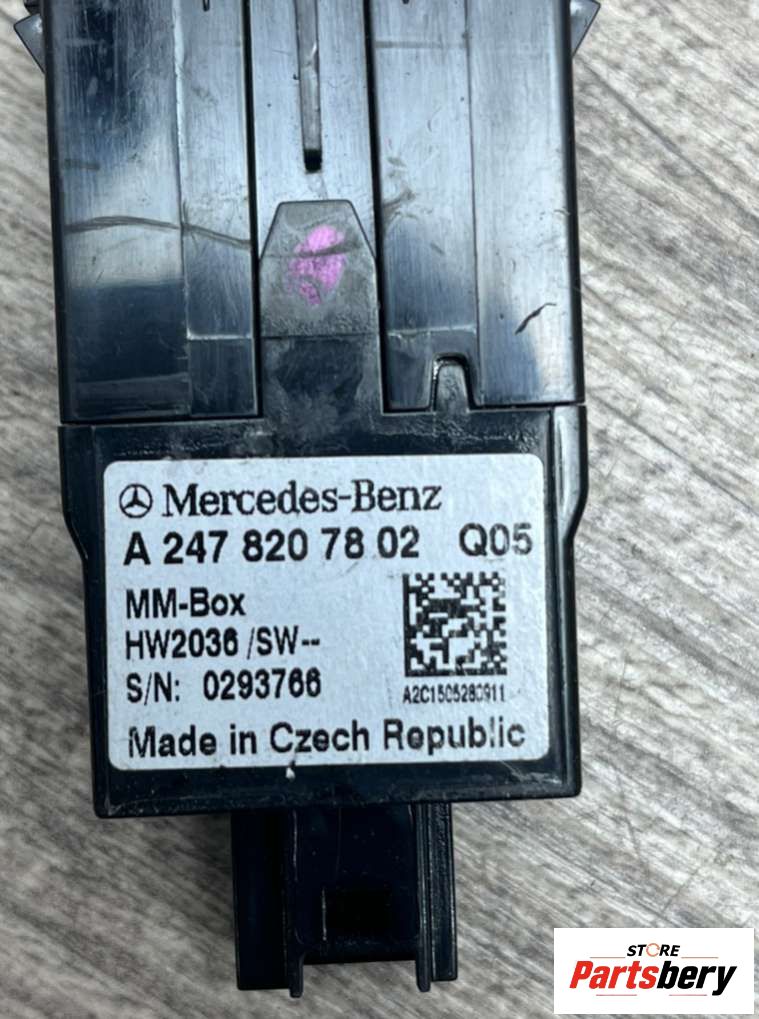 Mercedes-Benz
A 247 820 78 02 Q05
MM-Box
HW2036 /SW--
S/N: 0293766
A2C1505280911
Made in Czech Republic
STORE
Partsbery